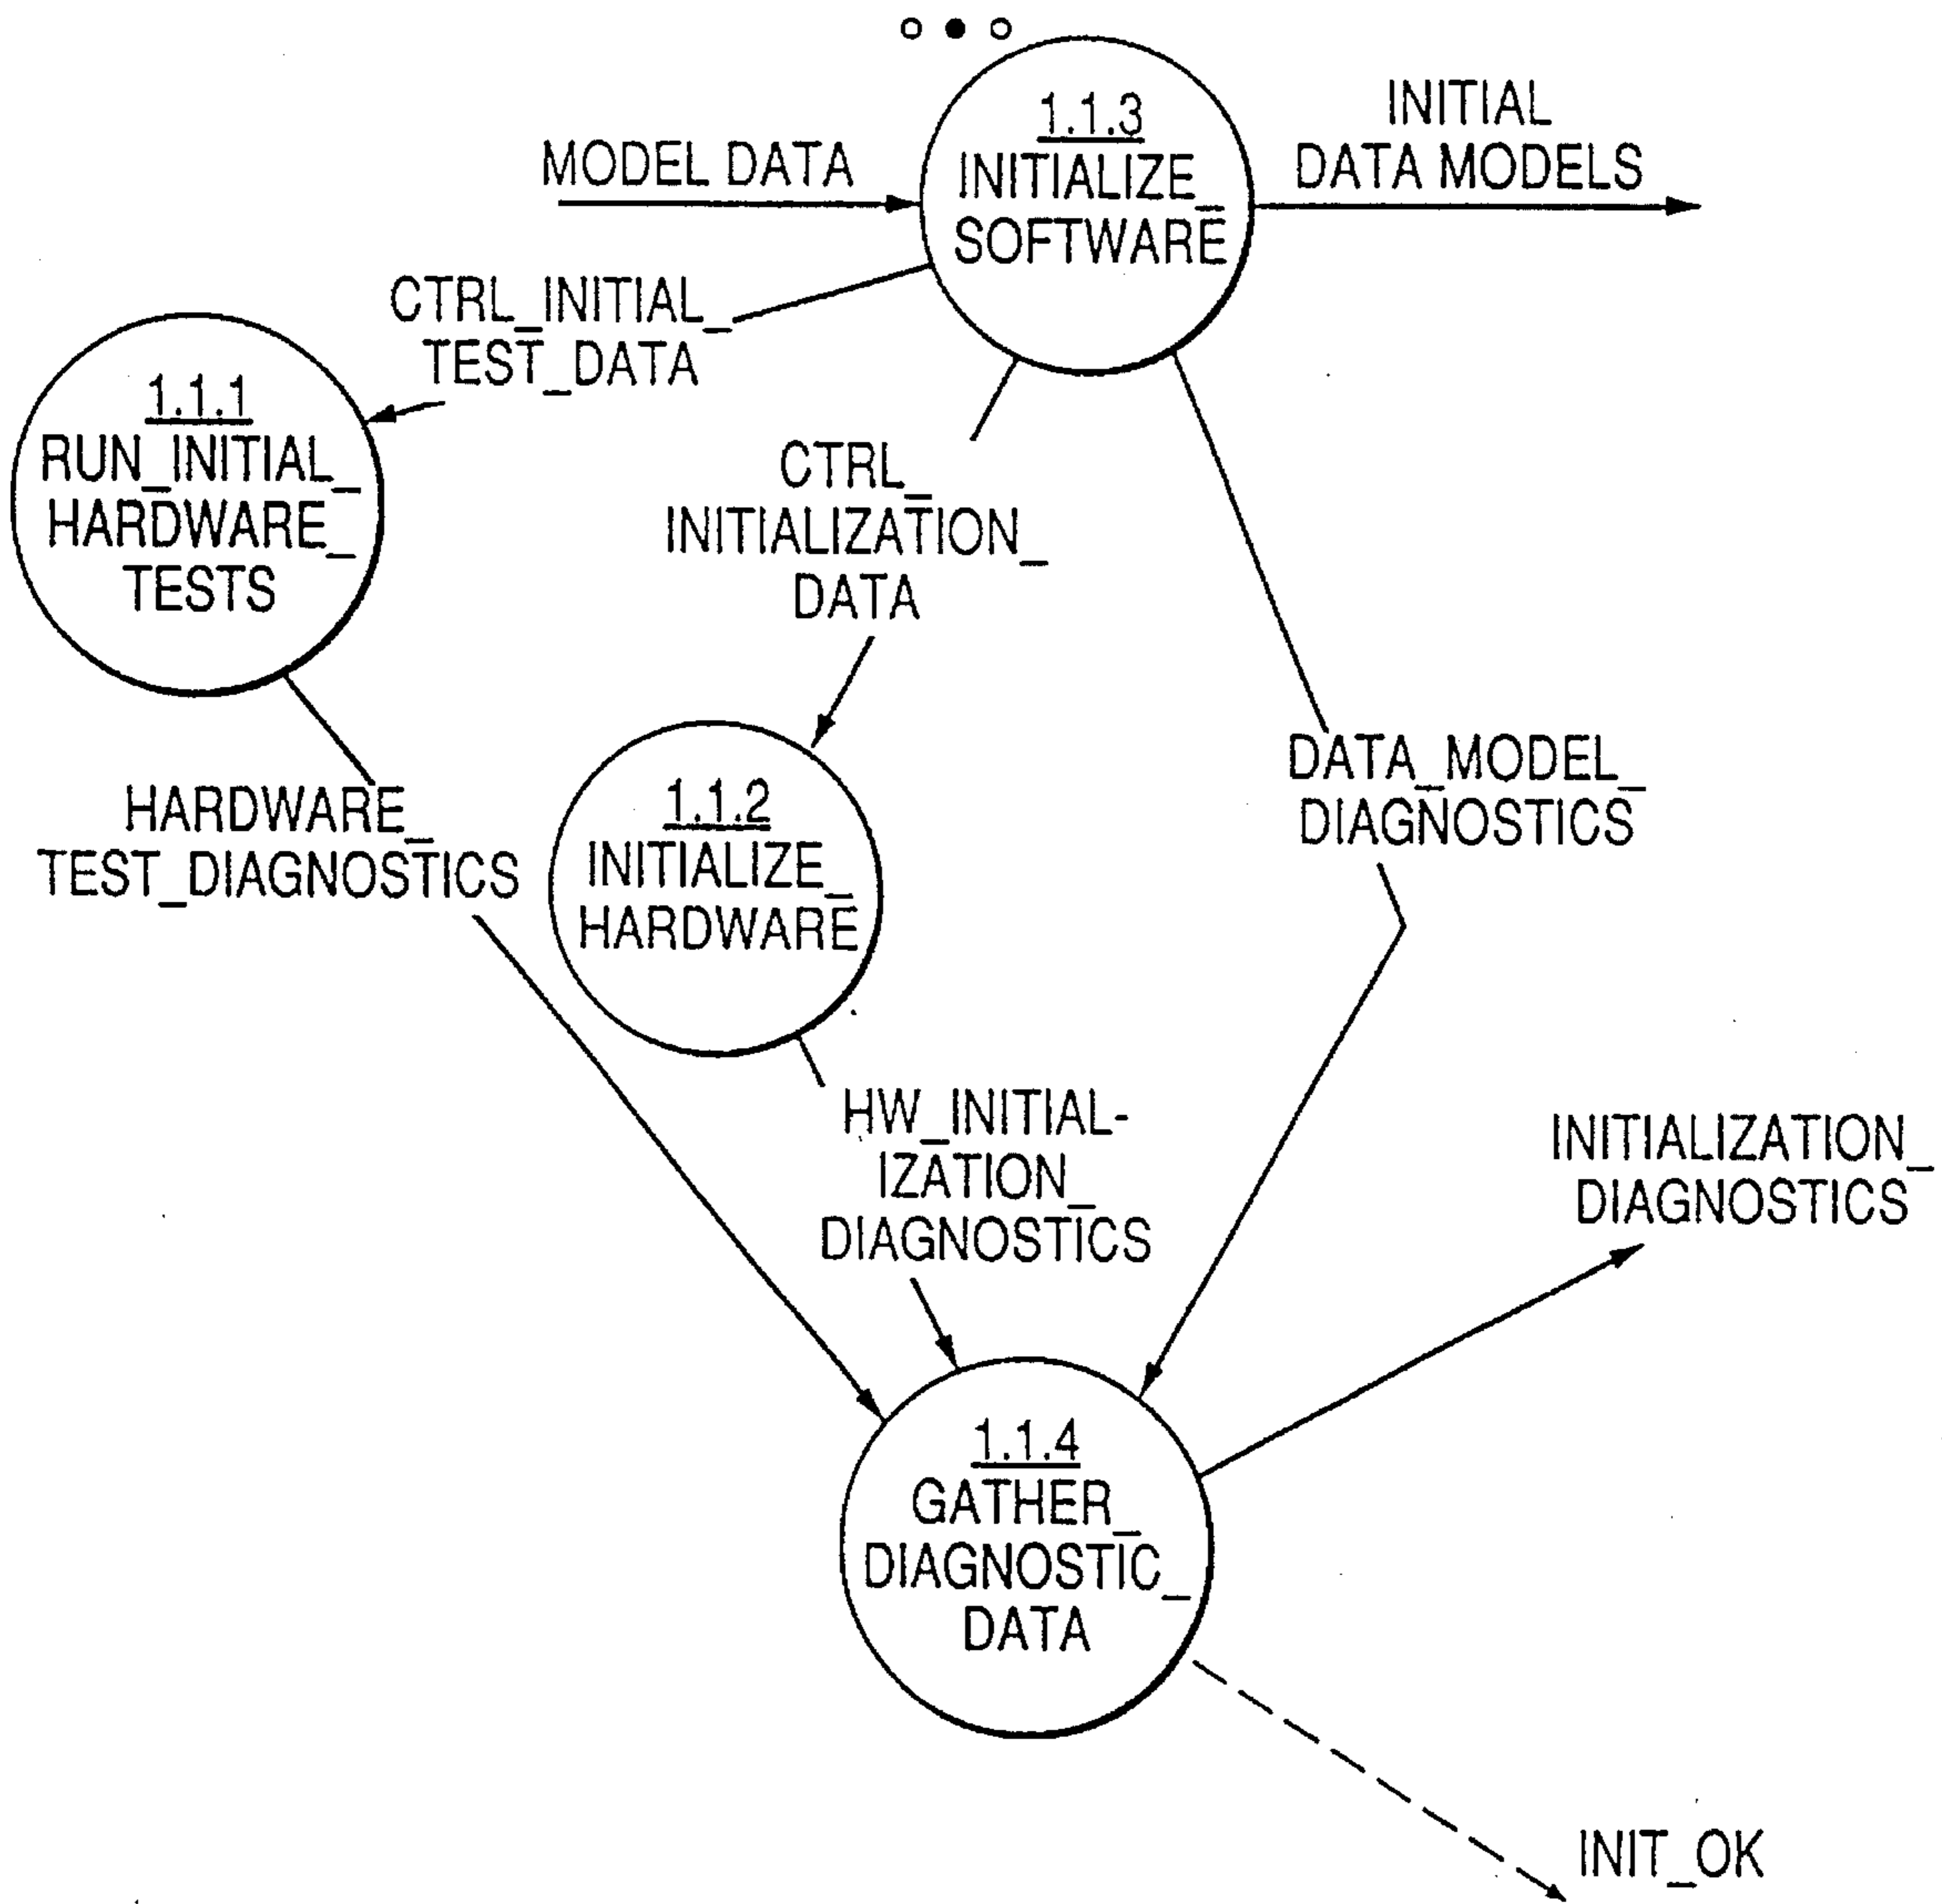 1.1.3
INITIALIZE_
SOFTWARE
MODEL DATA
INITIAL
DATA MODELS
CTRL_INITIAL_
TEST_DATA
1.1.1
RUN_INITIAL_
HARDWARE_
TESTS
CTRL_
INITIALIZATION_
DATA
DATA_MODEL_
DIAGNOSTICS
HARDWARE_
TEST_DIAGNOSTICS
1.1.2
INITIALIZE_
HARDWARE
HW_INITIAL-
IZATION_
DIAGNOSTICS
INITIALIZATION_
DIAGNOSTICS
1.1.4
GATHER_
DIAGNOSTIC_
DATA
INIT_OK